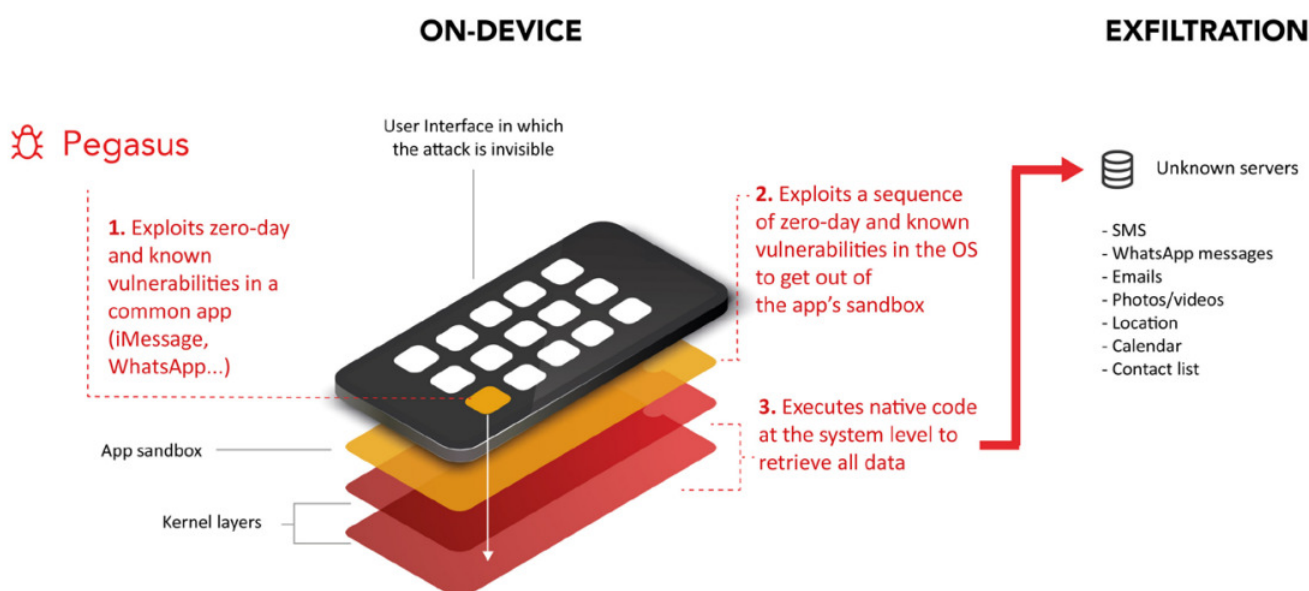 ON-DEVICE
EXFILTRATION
Pegasus
User Interface in which
the attack is invisible
1. Exploits zero-day
and known
vulnerabilities in a
common app
(iMessage,
WhatsApp...)
2. Exploits a sequence
of zero-day and known
vulnerabilities in the OS
to get out of
the app’s sandbox
App sandbox
Kernel layers
3. Executes native code
at the system level to
retrieve all data
Unknown servers
- SMS
- WhatsApp messages
- Emails
- Photos/videos
- Location
- Calendar
- Contact list